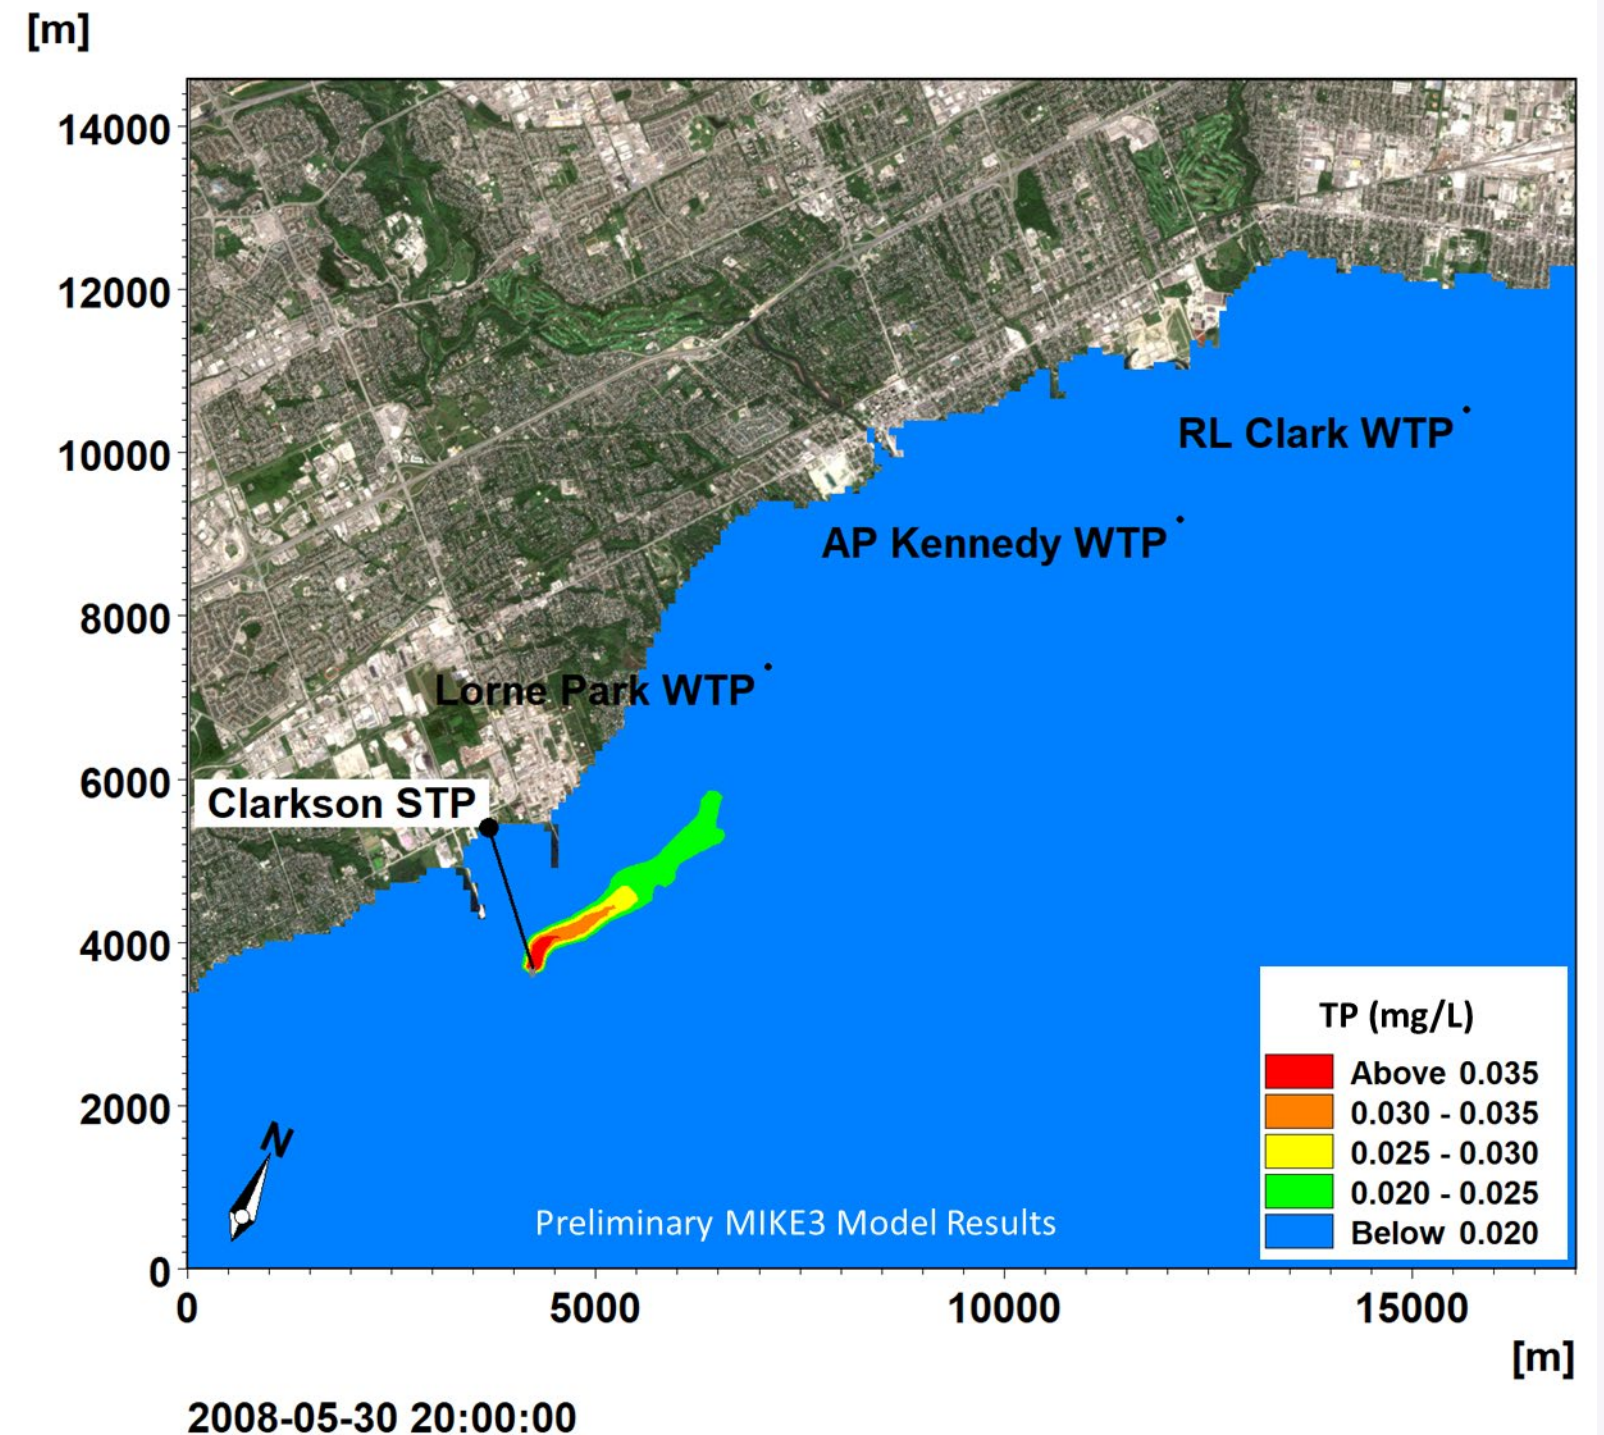 [m]
14000
12000
10000
8000
6000
4000
2000
0
RL Clark WTP
AP Kennedy WTP
Lorne Park WTP
Clarkson STP
N
Preliminary MIKE3 Model Results
TP (mg/L)
Above 0.035
0.030 - 0.035
0.025 - 0.030
0.020 - 0.025
Below 0.020
0 5000 10000 15000
[m]
2008-05-30 20:00:00